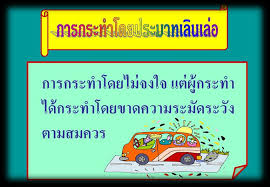 การกระทำโดยประมาทเลินเล่อ
การกระทำโดยไม่จงใจ แต่ผู้กระทำ
ได้กระทำโดยขาดความระมัดระวัง
ตามสมควร